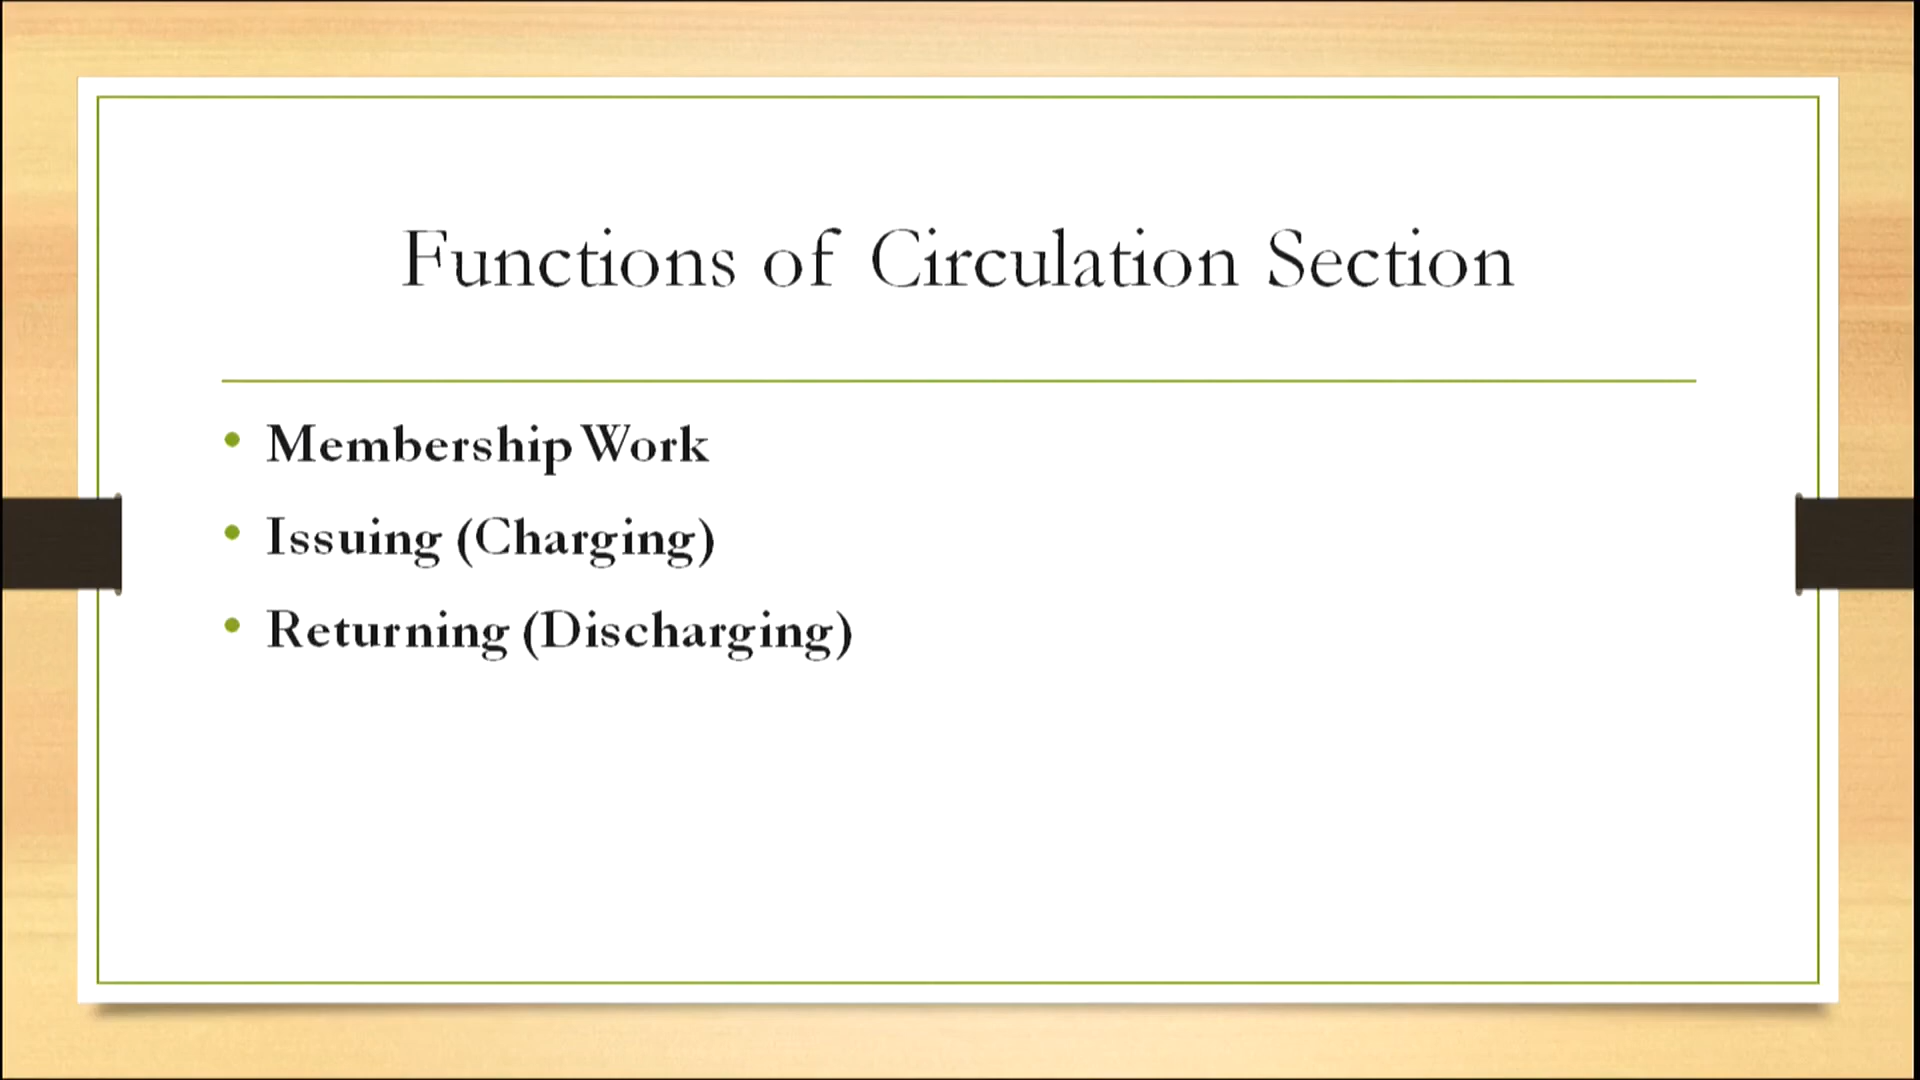 Functions of Circulation Section
• Membership Work
• Issuing (Charging)
• Returning (Discharging)